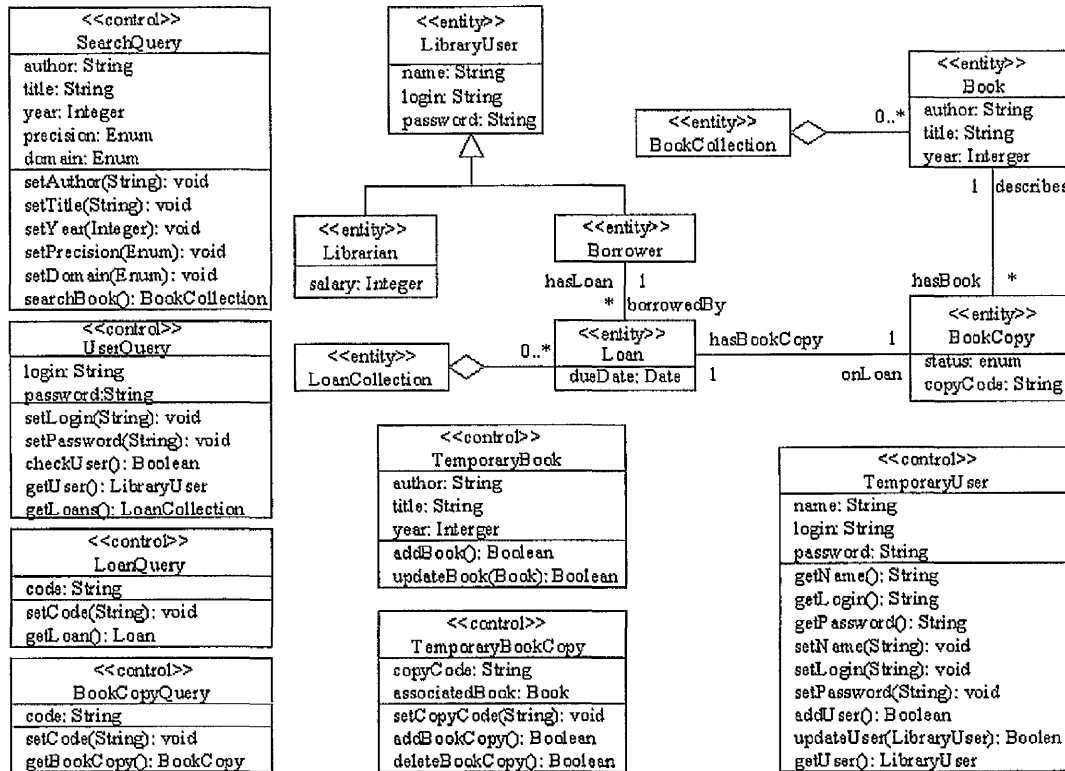 <<control>>
SearchQuery
author: String
title: String
year: Integer
precision: Enum
domain: Enum
setAuthor(String): void
setTitle(String): void
setYear(Integer): void
setPrecision(Enum): void
setDomain(Enum): void
searchBook(): BookCollection
<<control>>
UserQuery
login: String
password:String
setLogin(String): void
setPassword(String): void
checkUser(): Boolean
getUser(): LibraryUser
getLoans(): LoanCollection
<<control>>
LoanQuery
code: String
setCode(String): void
getLoan(): Loan
<<control>>
BookCopyQuery
code: String
setCode(String): void
getBookCopy(): BookCopy
<<entity>>
LibraryUser
name: String
login: String
password: String
<<entity>>
Librarian
salary: Integer
<<entity>>
Borrower
hasLoan 1
* borrowedBy
<<entity>>
LoanCollection
0..*
<<entity>>
Loan
dueDate: Date
hasBookCopy 1
1 onLoan
<<entity>>
BookCollection
0..*
<<entity>>
Book
author: String
title: String
year: Interger
1 describes
hasBook *
<<entity>>
BookCopy
status: enum
copyCode: String
<<control>>
TemporaryBook
author: String
title: String
year: Interger
addBook(): Boolean
updateBook(Book): Boolean
<<control>>
TemporaryBookCopy
copyCode: String
associatedBook: Book
setCopyCode(String): void
addBookCopy(): Boolean
deleteBookCopy(): Boolean
<<control>>
TemporaryUser
name: String
login: String
password: String
getName(): String
getLogin(): String
getPassword(): String
setName(String): void
setLogin(String): void
setPassword(String): void
addUser(): Boolean
updateUser(LibraryUser): Boolen
getUser(): LibraryUser